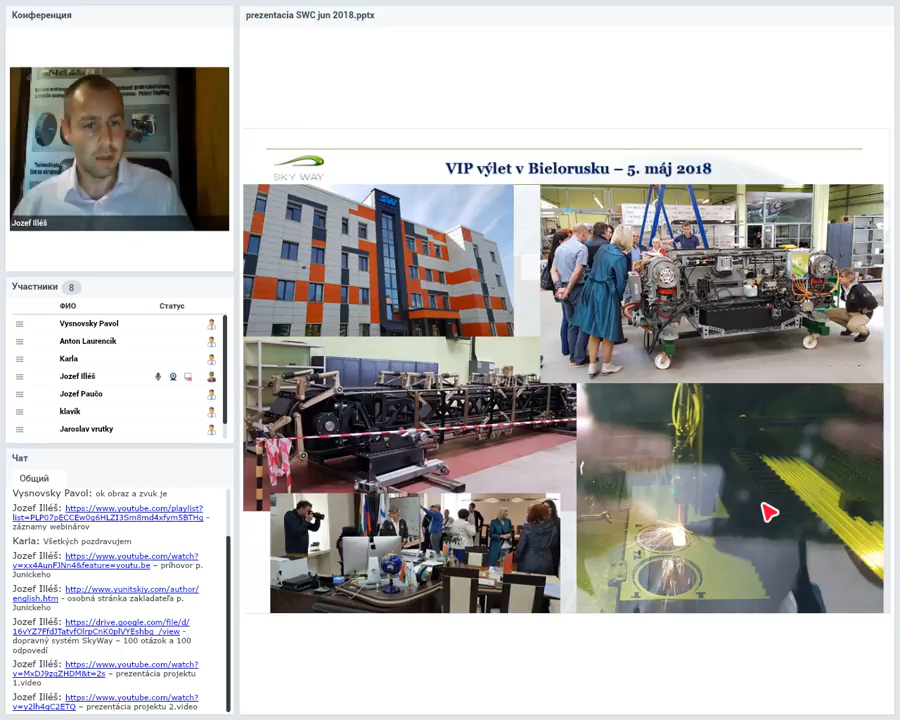 Конференция
Jozef Illéš
Участники 8
ФИО Статус
Vysnovsky Pavol
Anton Laurencik
Karla
Jozef Illéš
Jozef Paučo
klavík
Jaroslav vrutky
Чат
Общий
Vysnovsky Pavol: ok obraz a zvuk je
Jozef Illéš: https://www.youtube.com/playlist?
list=PLP07pECCEw0g6HLZI3Sm8md4xfym5BTHg -
záznamy webinárov
Karla: Všetkých pozdravujem
Jozef Illéš: https://www.youtube.com/watch?
v=xx4AunFJNn4&feature=youtu.be – príhovor p.
Junickeho
Jozef Illéš: http://www.yunitskiy.com/author/
english.htm - osobná stránka zakladateľa p.
Junickeho
Jozef Illéš: https://drive.google.com/file/d/
16vYZ7FfdJTatvfOlrpCnK0plVYEshbg_/view -
dopravný systém SkyWay – 100 otázok a 100
odpovedí
Jozef Illéš: https://www.youtube.com/watch?
v=MxDJ9zgZHDM&t=2s – prezentácia projektu
1.video
Jozef Illéš: https://www.youtube.com/watch?
v=y2lh4qC2ETQ – prezentácia projektu 2.video
prezentacia SWC jun 2018.pptx
SKY WAY
VIP výlet v Bielorusku – 5. máj 2018
SW